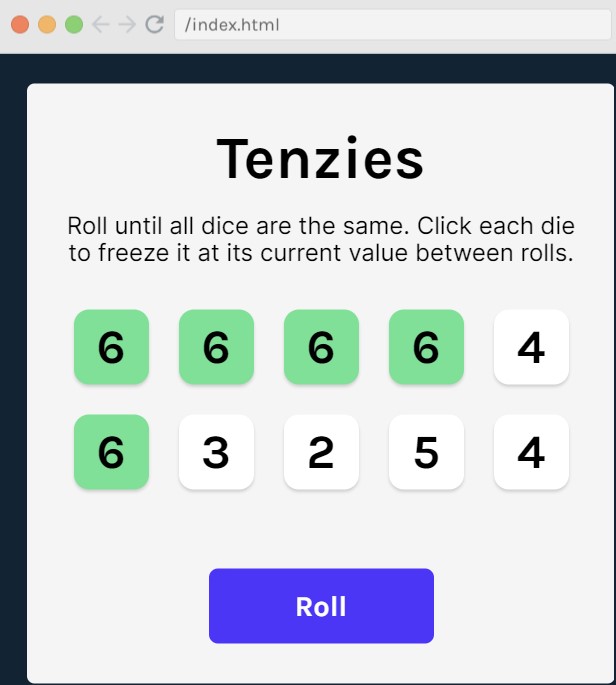 /index.html
Tenzies
Roll until all dice are the same. Click each die
to freeze it at its current value between rolls.
6 6 6 6 4
6 3 2 5 4
Roll